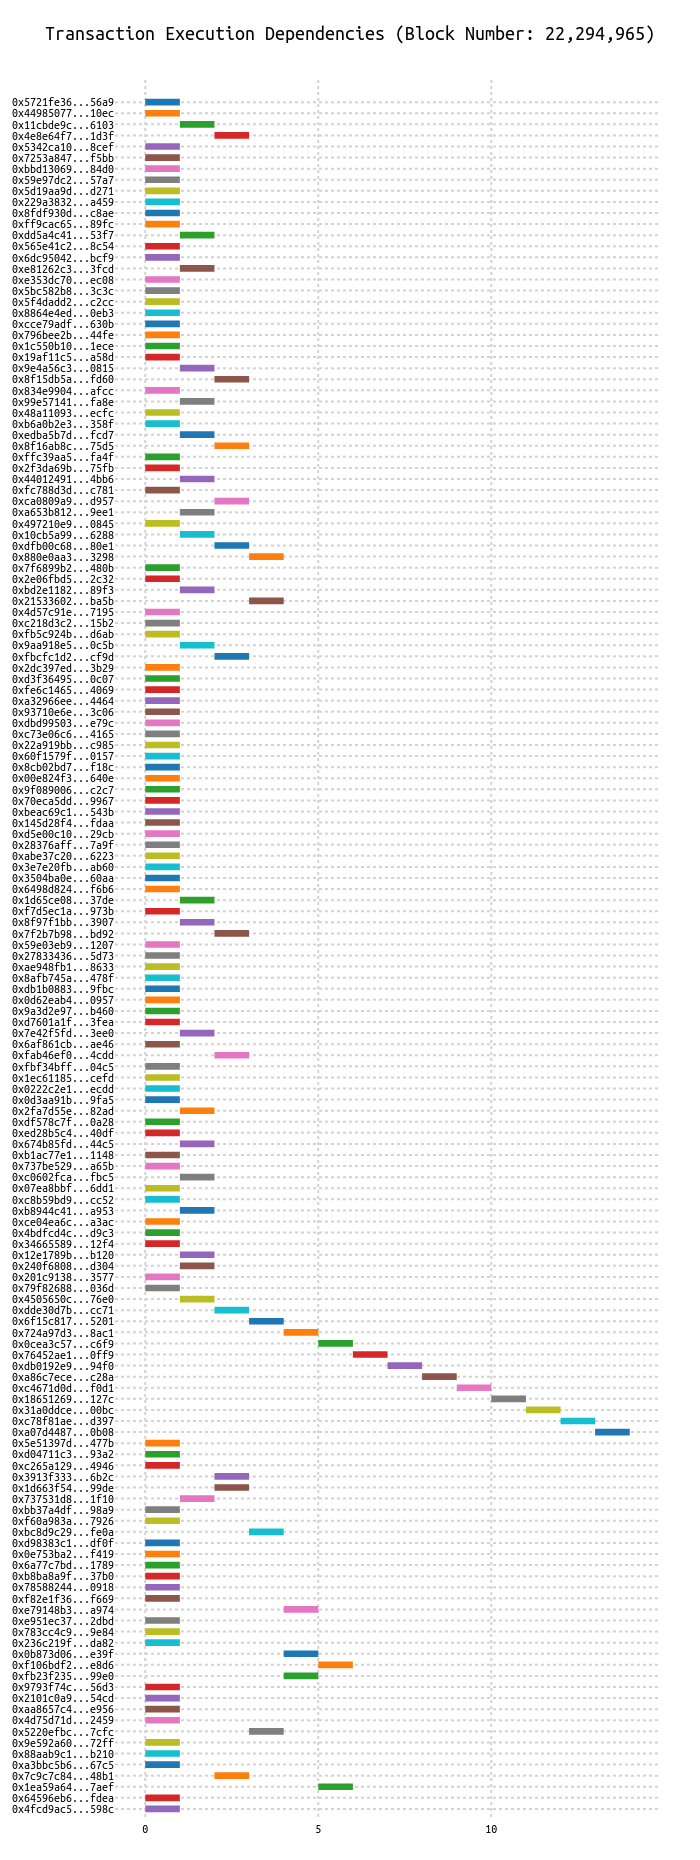 Transaction Execution Dependencies (Block Number: 22,294,965)
0x5721fe36...56a9
0x44985077...10ec
0x11cbde9c...6103
0x4e8e64f7...1d3f
0x5342ca10...8cef
0x7253a847...f5bb
0xbbd13069...84d0
0x59e97dc2...57a7
0x5d19aa9d...d271
0x229a3832...a459
0x8fdf930d...c8ae
0xff9cac65...89fc
0xdd5a4c41...53f7
0x565e41c2...8c54
0x6dc95042...bcf9
0xe81262c3...3fcd
0xe353dc70...ec08
0x5bc582b8...3c3c
0x5f4dadd2...c2cc
0x8864e4ed...0eb3
0xcce79adf...630b
0x796bee2b...44fe
0x1c550b10...1ece
0x19af11c5...a58d
0x9e4a56c3...0815
0x8f15db5a...fd60
0x834e9904...afcc
0x99e57141...fa8e
0x48a11093...ecfc
0xb6a0b2e3...358f
0xedba5b7d...fcd7
0x8f16ab8c...75d5
0xffc39aa5...fa4f
0x2f3da69b...75fb
0x44012491...4bb6
0xfc788d3d...c781
0xca0809a9...d957
0xa653b812...9ee1
0x497210e9...0845
0x10cb5a99...6288
0xdfb00c68...80e1
0x880e0aa3...3298
0x7f6899b2...480b
0x2e06fbd5...2c32
0xbd2e1182...89f3
0x21533602...ba5b
0x4d57c91e...7195
0xc218d3c2...15b2
0xfb5c924b...d6ab
0x9aa918e5...0c5b
0xfbcfc1d2...cf9d
0x2dc397ed...3b29
0xd3f36495...0c07
0xfe6c1465...4069
0xa32966ee...4464
0x93710e6e...3c06
0xdbd99503...e79c
0xc73e06c6...4165
0x22a919bb...c985
0x60f1579f...0157
0x8cb02bd7...f18c
0x00e824f3...640e
0x9f089006...c2c7
0x70eca5dd...9967
0xbeac69c1...543b
0x145d28f4...fdaa
0xd5e00c10...29cb
0x28376aff...7a9f
0xabe37c20...6223
0x3e7e20fb...ab60
0x3504ba0e...60aa
0x6498d824...f6b6
0x1d65ce08...37de
0xf7d5ec1a...973b
0x8f97f1bb...3907
0x7f2b7b98...bd92
0x59e03eb9...1207
0x27833436...5d73
0xae948fb1...8633
0x8afb745a...478f
0xdb1b0883...9fbc
0x0d62eab4...0957
0x9a3d2e97...b460
0xd7601a1f...3fea
0x7e42f5fd...3ee0
0x6af861cb...ae46
0xfab46ef0...4cdd
0xfbf34bff...04c5
0x1ec61185...cefd
0x0222c2e1...ecdd
0x0d3aa91b...9fa5
0x2fa7d55e...82ad
0xdf578c7f...0a28
0xed28b5c4...40df
0x674b85fd...44c5
0xb1ac77e1...1148
0x737be529...a65b
0xc0602fca...fbc5
0x07ea8bbf...6dd1
0xc8b59bd9...cc52
0xb8944c41...a953
0xce04ea6c...a3ac
0x4bdfcd4c...d9c3
0x34665589...12f4
0x12e1789b...b120
0x240f6808...d304
0x201c9138...3577
0x79f82688...036d
0x4505650c...76e0
0xdde30d7b...cc71
0x6f15c817...5201
0x724a97d3...8ac1
0x0cea3c57...c6f9
0x76452ae1...0ff9
0xdb0192e9...94f0
0xa86c7ece...c28a
0xc4671d0d...f0d1
0x18651269...127c
0x31a0ddce...00bc
0xc78f81ae...d397
0xa07d4487...0b08
0x5e51397d...477b
0xd04711c3...93a2
0xc265a129...4946
0x3913f333...6b2c
0x1d663f54...99de
0x737531d8...1f10
0xbb37a4df...98a9
0xf60a983a...7926
0xbc8d9c29...fe0a
0xd98383c1...df0f
0x0e753ba2...f419
0x6a77c7bd...1789
0xb8ba8a9f...37b0
0x78588244...0918
0xf82e1f36...f669
0xe79148b3...a974
0xe951ec37...2dbd
0x783cc4c9...9e84
0x236c219f...da82
0x0b873d06...e39f
0xf106bdf2...e8d6
0xfb23f235...99e0
0x9793f74c...56d3
0x2101c0a9...54cd
0xaa8657c4...e956
0x4d75d71d...2459
0x5220efbc...7cfc
0x9e592a60...72ff
0x88aab9c1...b210
0xa3bbc5b6...67c5
0x7c9c7c84...48b1
0x1ea59a64...7aef
0x64596eb6...fdea
0x4fcd9ac5...598c
0 5 10